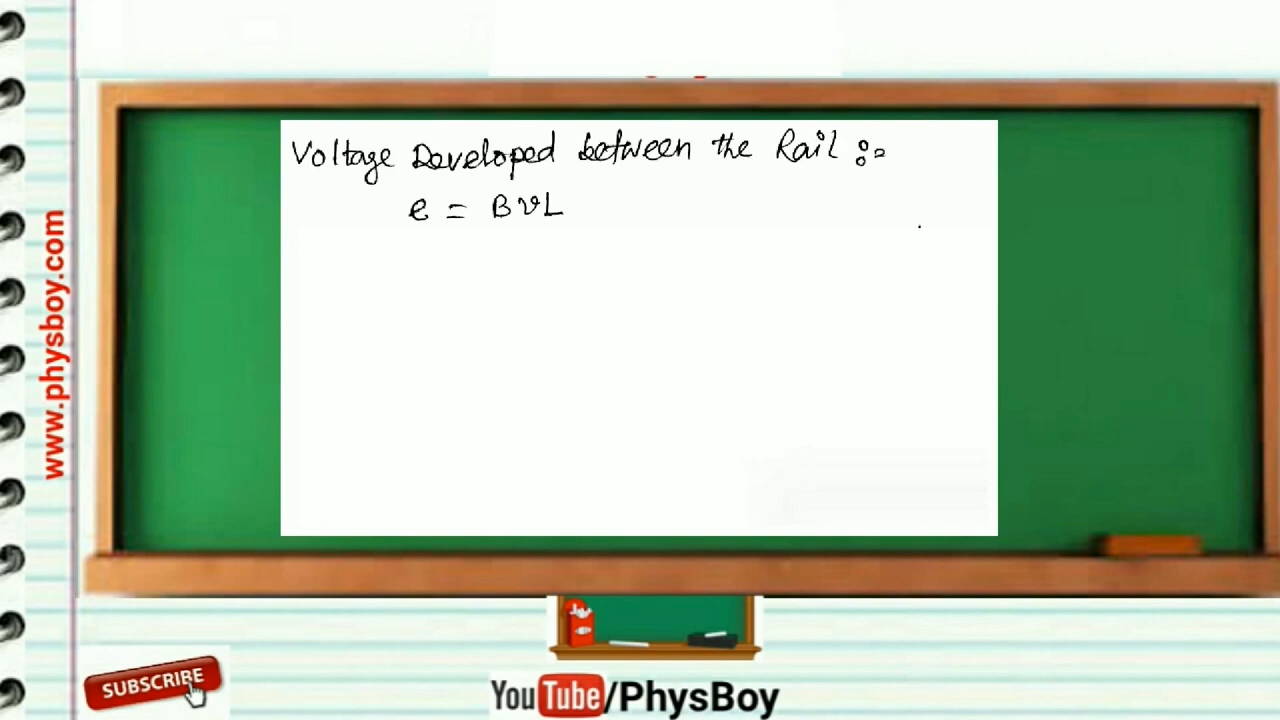 Voltage Developed between the Rail :-
e = BvL
www.physboy.com
SUBSCRIBE
YouTube/PhysBoy